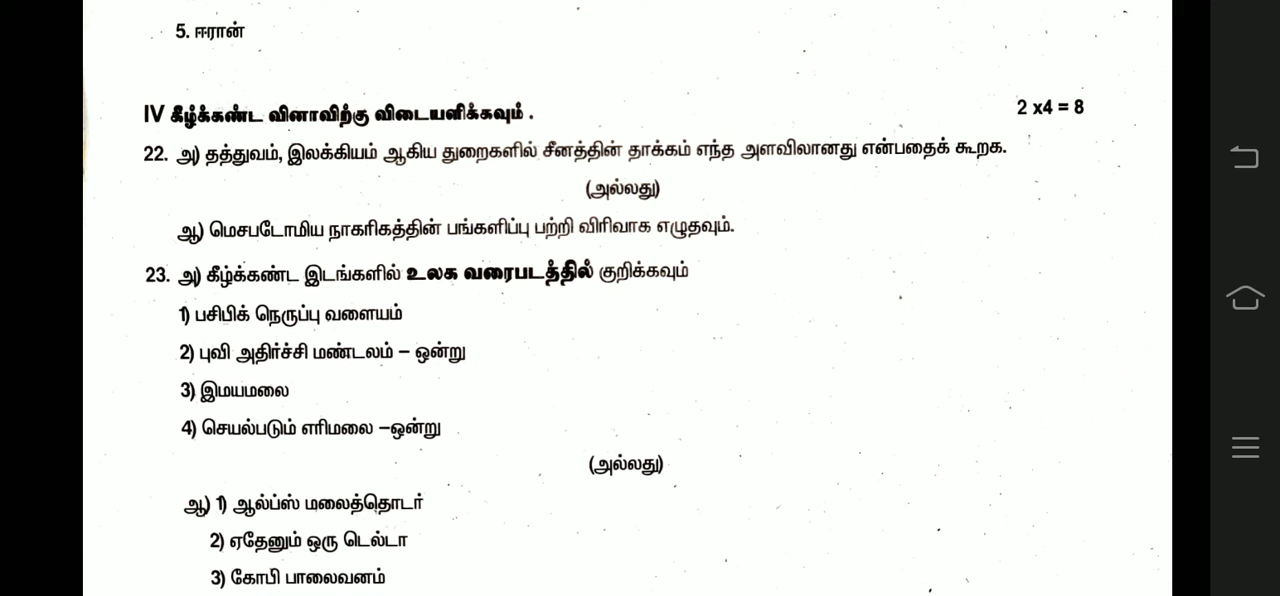 5. ஈரான்
IV கீழ்க்கண்ட வினாவிற்கு விடையளிக்கவும் . 2 x4 = 8
22. அ) தத்துவம், இலக்கியம் ஆகிய துறைகளில் சீனத்தின் தாக்கம் எந்த அளவிலானது என்பதைக் கூறக.
(அல்லது)
ஆ) மெசபடோமிய நாகரிகத்தின் பங்களிப்பு பற்றி விரிவாக எழுதவும்.
23. அ) கீழ்க்கண்ட இடங்களில் உலக வரைபடத்தில் குறிக்கவும்
1) பசிபிக் நெருப்பு வளையம்
2) புவி அதிர்ச்சி மண்டலம் – ஒன்று
3) இமயமலை
4) செயல்படும் எரிமலை –ஒன்று
(அல்லது)
ஆ) 1) ஆல்ப்ஸ் மலைத்தொடர்
2) ஏதேனும் ஒரு டெல்டா
3) கோபி பாலைவனம்